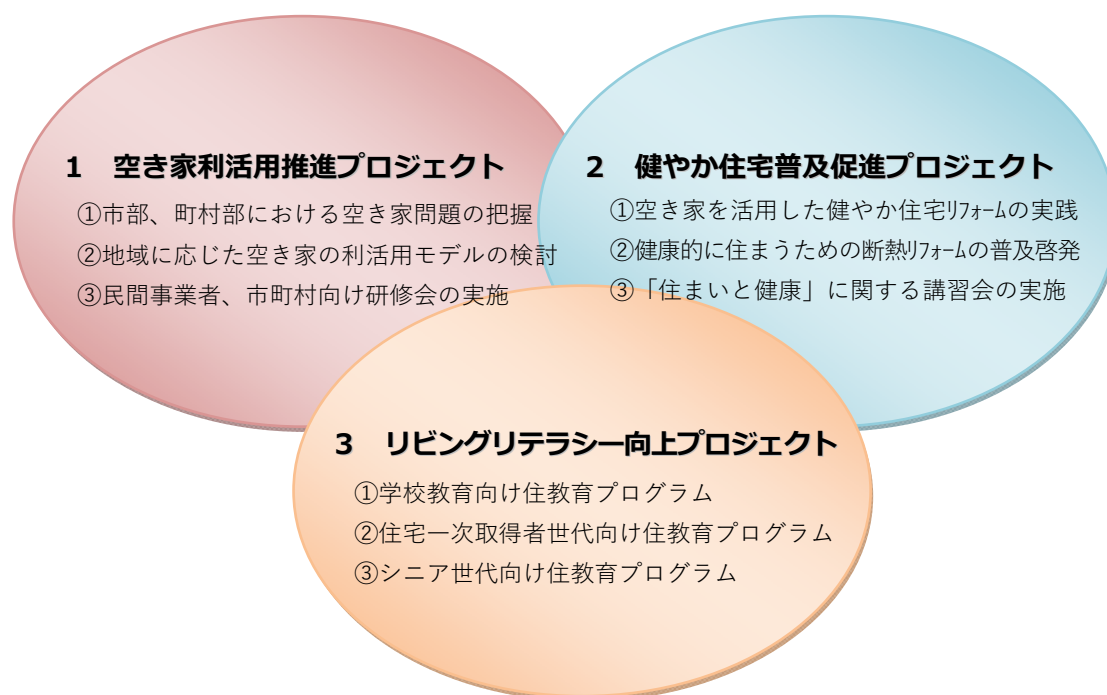 1　空き家利活用推進プロジェクト
①市部、町村部における空き家問題の把握
②地域に応じた空き家の利活用モデルの検討
③民間事業者、市町村向け研修会の実施
2　健やか住宅普及促進プロジェクト
①空き家を活用した健やか住宅ﾘﾌｫｰﾑの実践
②健康的に住まうための断熱ﾘﾌｫｰﾑの普及啓発
③「住まいと健康」に関する講習会の実施
3　リビングリテラシー向上プロジェクト
①学校教育向け住教育プログラム
②住宅一次取得者世代向け住教育プログラム
③シニア世代向け住教育プログラム